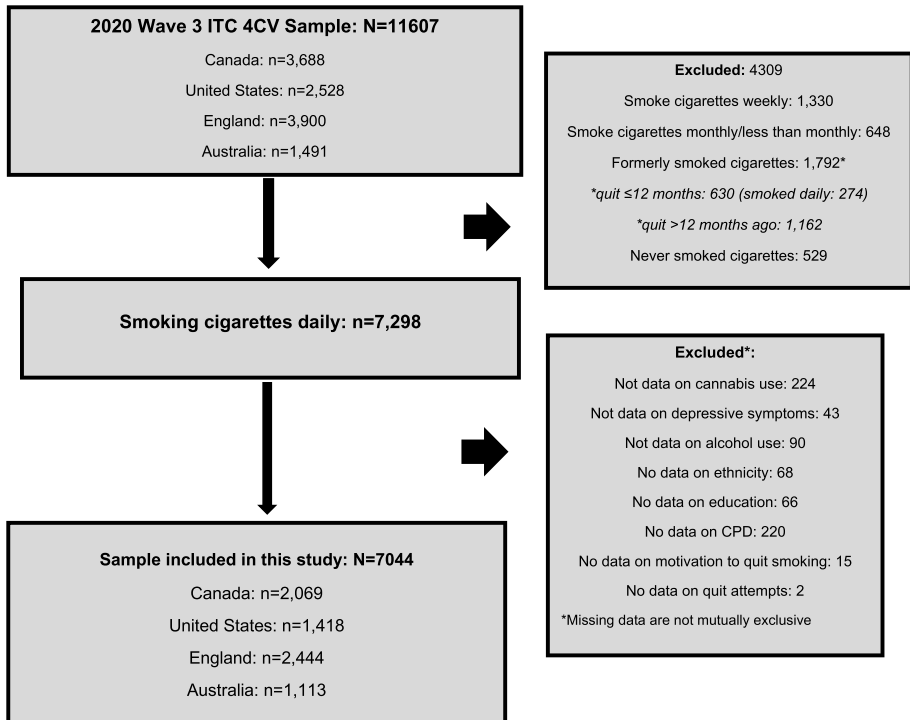 2020 Wave 3 ITC 4CV Sample: N=11607
Canada: n=3,688
United States: n=2,528
England: n=3,900
Australia: n=1,491
Excluded: 4309
Smoke cigarettes weekly: 1,330
Smoke cigarettes monthly/less than monthly: 648
Formerly smoked cigarettes: 1,792*
*quit ≤12 months: 630 (smoked daily: 274)
*quit >12 months ago: 1,162
Never smoked cigarettes: 529
Smoking cigarettes daily: n=7,298
Excluded*:
Not data on cannabis use: 224
Not data on depressive symptoms: 43
Not data on alcohol use: 90
No data on ethnicity: 68
No data on education: 66
No data on CPD: 220
No data on motivation to quit smoking: 15
No data on quit attempts: 2
*Missing data are not mutually exclusive
Sample included in this study: N=7044
Canada: n=2,069
United States: n=1,418
England: n=2,444
Australia: n=1,113